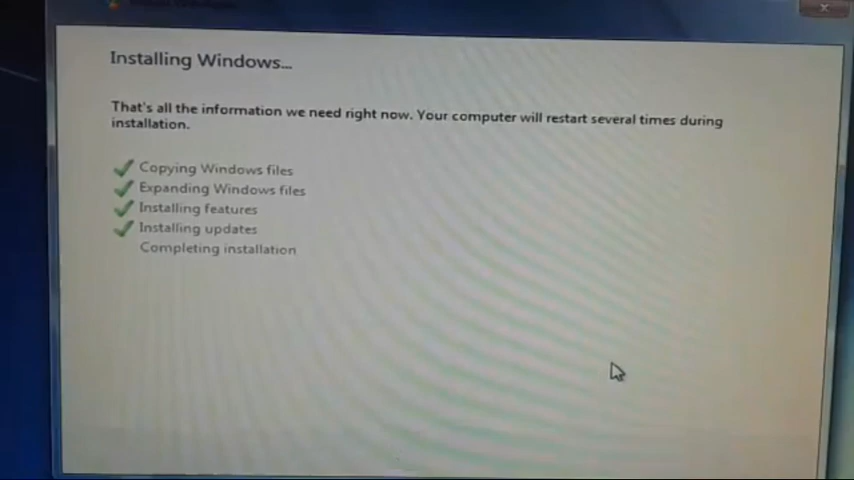 Installing Windows...
That's all the information we need right now. Your computer will restart several times during
installation.
Copying Windows files
Expanding Windows files
Installing features
Installing updates
Completing installation